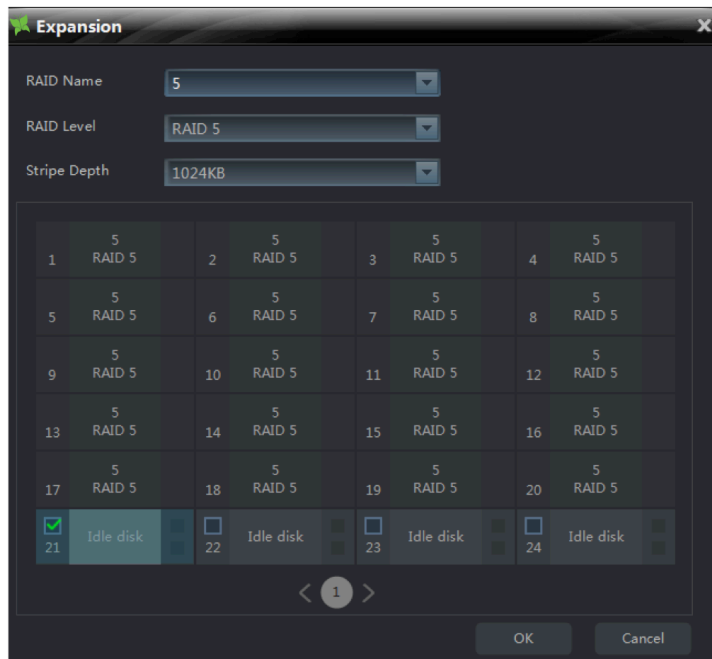 Expansion
RAID Name
5
RAID Level
RAID 5
Stripe Depth
1024KB
1
5
RAID 5
2
5
RAID 5
3
5
RAID 5
4
5
RAID 5
5
5
RAID 5
6
5
RAID 5
7
5
RAID 5
8
5
RAID 5
9
5
RAID 5
10
5
RAID 5
11
5
RAID 5
12
5
RAID 5
13
5
RAID 5
14
5
RAID 5
15
5
RAID 5
16
5
RAID 5
17
5
RAID 5
18
5
RAID 5
19
5
RAID 5
20
5
RAID 5
21
Idle disk
22
Idle disk
23
Idle disk
24
Idle disk
1
OK
Cancel